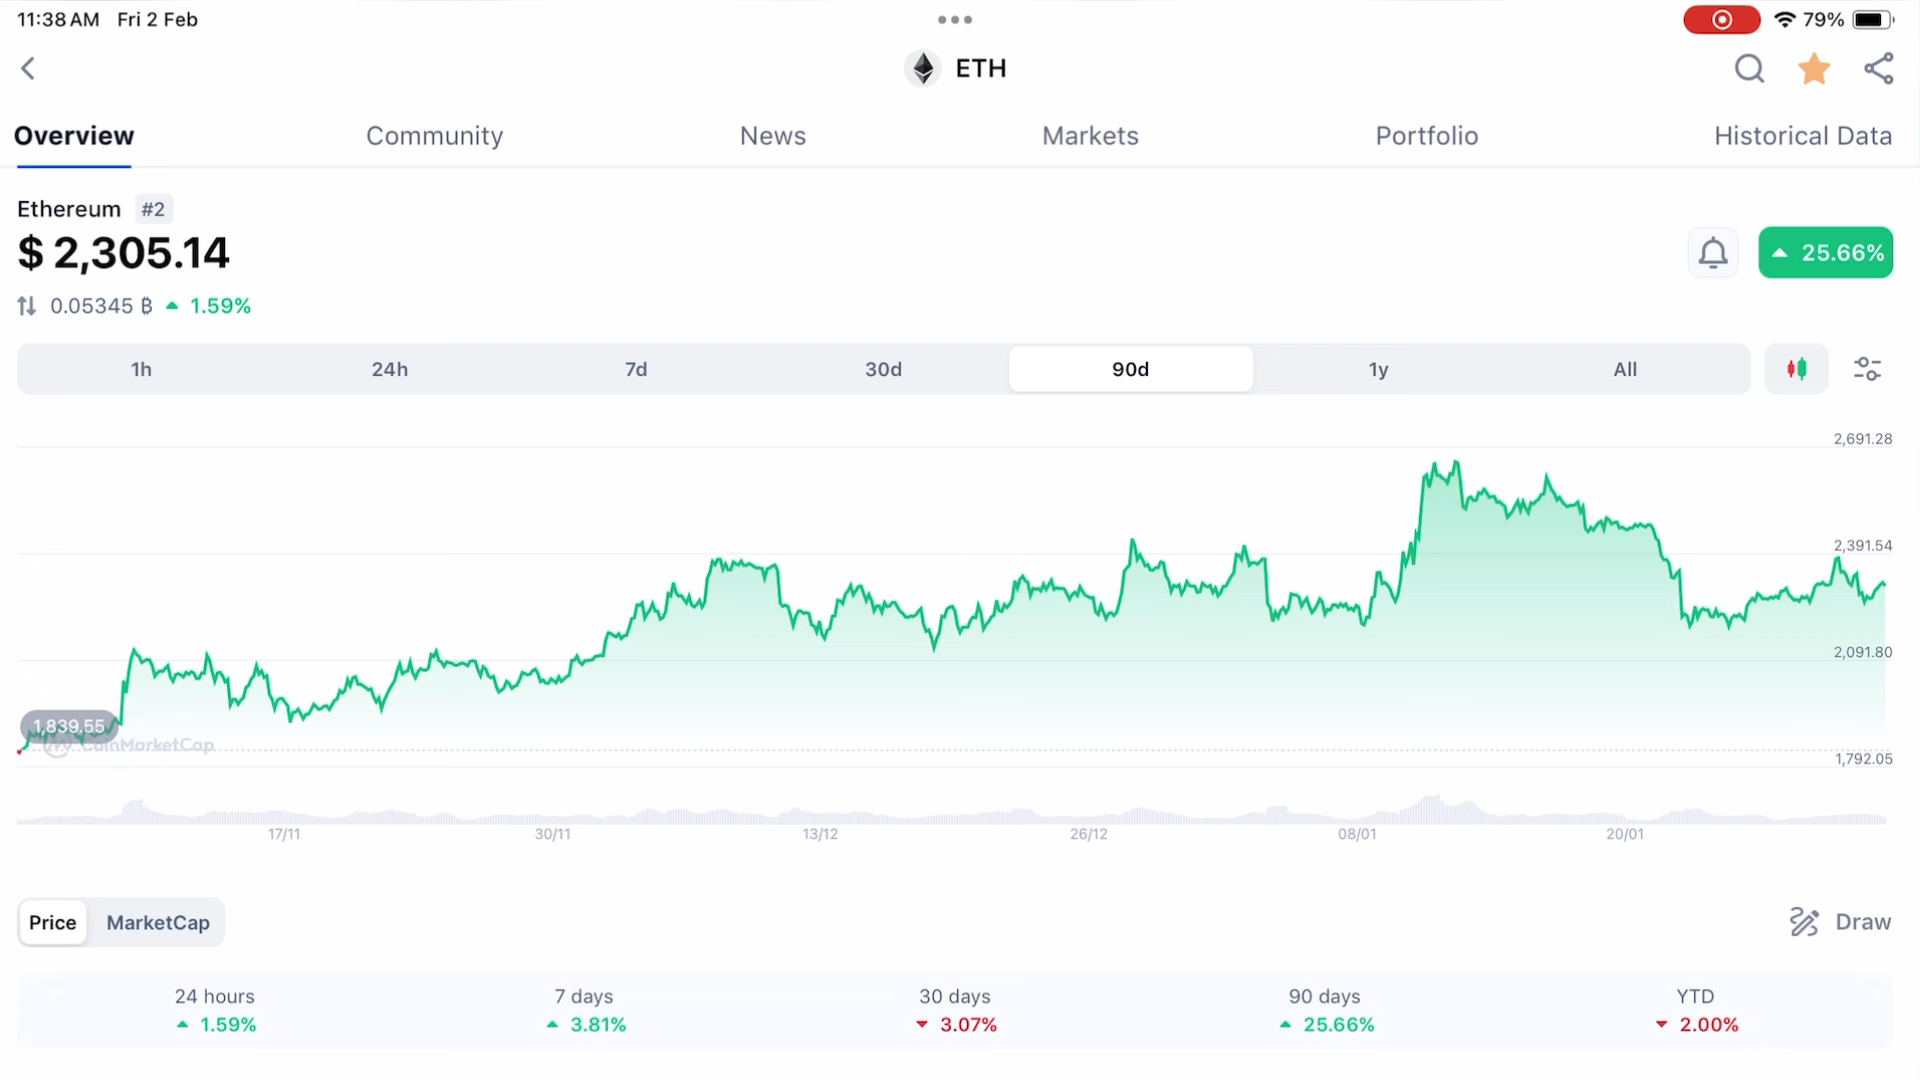 11:38 AM Fri 2 Feb
79%
ETH
Overview Community News Markets Portfolio Historical Data
Ethereum #2
$ 2,305.14
25.66%
0.05345 ₿ 1.59%
1h 24h 7d 30d 90d 1y All
2,691.28
2,391.54
2,091.80
1,839.55
CoinMarketCap
1,792.05
17/11 30/11 13/12 26/12 08/01 20/01
Price MarketCap
Draw
24 hours 7 days 30 days 90 days YTD
1.59% 3.81% 3.07% 25.66% 2.00%